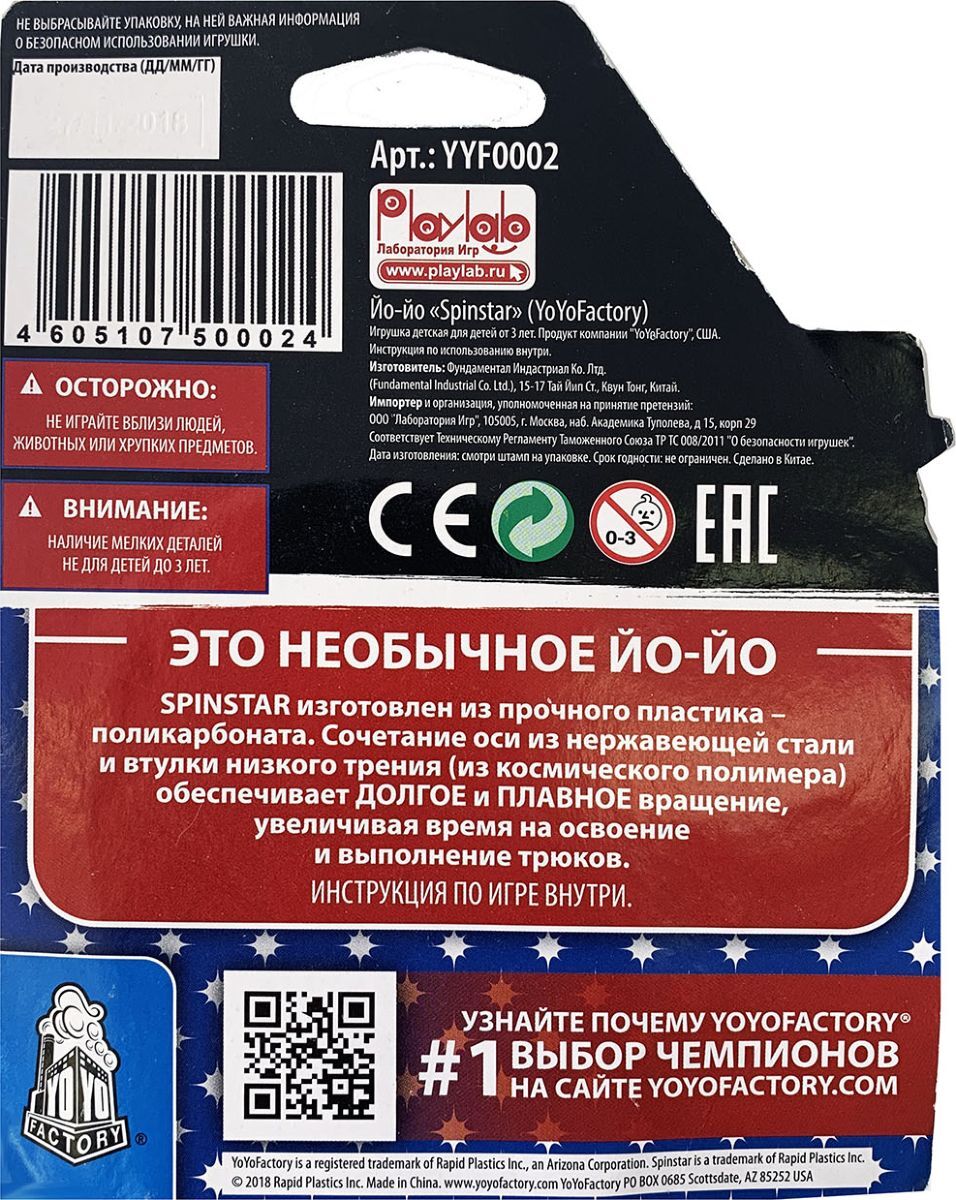 НЕ ВЫБРАСЫВАЙТЕ УПАКОВКУ, НА НЕЙ ВАЖНАЯ ИНФОРМАЦИЯ
О БЕЗОПАСНОМ ИСПОЛЬЗОВАНИИ ИГРУШКИ.
Дата производства (ДД/ММ/ГГ)
2018
Арт.: YYF0002
Playlab
Лаборатория Игр
www.playlab.ru
4 605107 500024
Йо-йо «Spinstar» (YoYoFactory)
Игрушка детская для детей от 3 лет. Продукт компании "YoYoFactory", США.
Инструкция по использованию внутри.
Изготовитель: Фундаментал Индастриал Ко. Лтд.
(Fundamental Industrial Co. Ltd.), 15-17 Тай Йип Ст., Квун Тонг, Китай.
Импортер и организация, уполномоченная на принятие претензий:
ООО "Лаборатория Игр", 105005, г. Москва, наб. Академика Туполева, д 15, корп 29
Соответствует Техническому Регламенту Таможенного Союза ТР ТС 008/2011 "О безопасности игрушек".
Дата изготовления: смотри штамп на упаковке. Срок годности: не ограничен. Сделано в Китае.
ОСТОРОЖНО:
НЕ ИГРАЙТЕ ВБЛИЗИ ЛЮДЕЙ,
ЖИВОТНЫХ ИЛИ ХРУПКИХ ПРЕДМЕТОВ.
ВНИМАНИЕ:
НАЛИЧИЕ МЕЛКИХ ДЕТАЛЕЙ
НЕ ДЛЯ ДЕТЕЙ ДО 3 ЛЕТ.
CE 0-3 EAC
ЭТО НЕОБЫЧНОЕ ЙО-ЙО
SPINSTAR изготовлен из прочного пластика –
поликарбоната. Сочетание оси из нержавеющей стали
и втулки низкого трения (из космического полимера)
обеспечивает ДОЛГОЕ и ПЛАВНОЕ вращение,
увеличивая время на освоение
и выполнение трюков.
ИНСТРУКЦИЯ ПО ИГРЕ ВНУТРИ.
YOYO
FACTORY ®
УЗНАЙТЕ ПОЧЕМУ YOYOFACTORY®
#1 ВЫБОР ЧЕМПИОНОВ
НА САЙТЕ YOYOFACTORY.COM
YoYoFactory is a registered trademark of Rapid Plastics Inc., an Arizona Corporation. Spinstar is a trademark of Rapid Plastics Inc.
© 2018 Rapid Plastics Inc. Made in China. www.yoyofactory.com YoYoFactory PO BOX 0685 Scottsdate, AZ 85252 USA